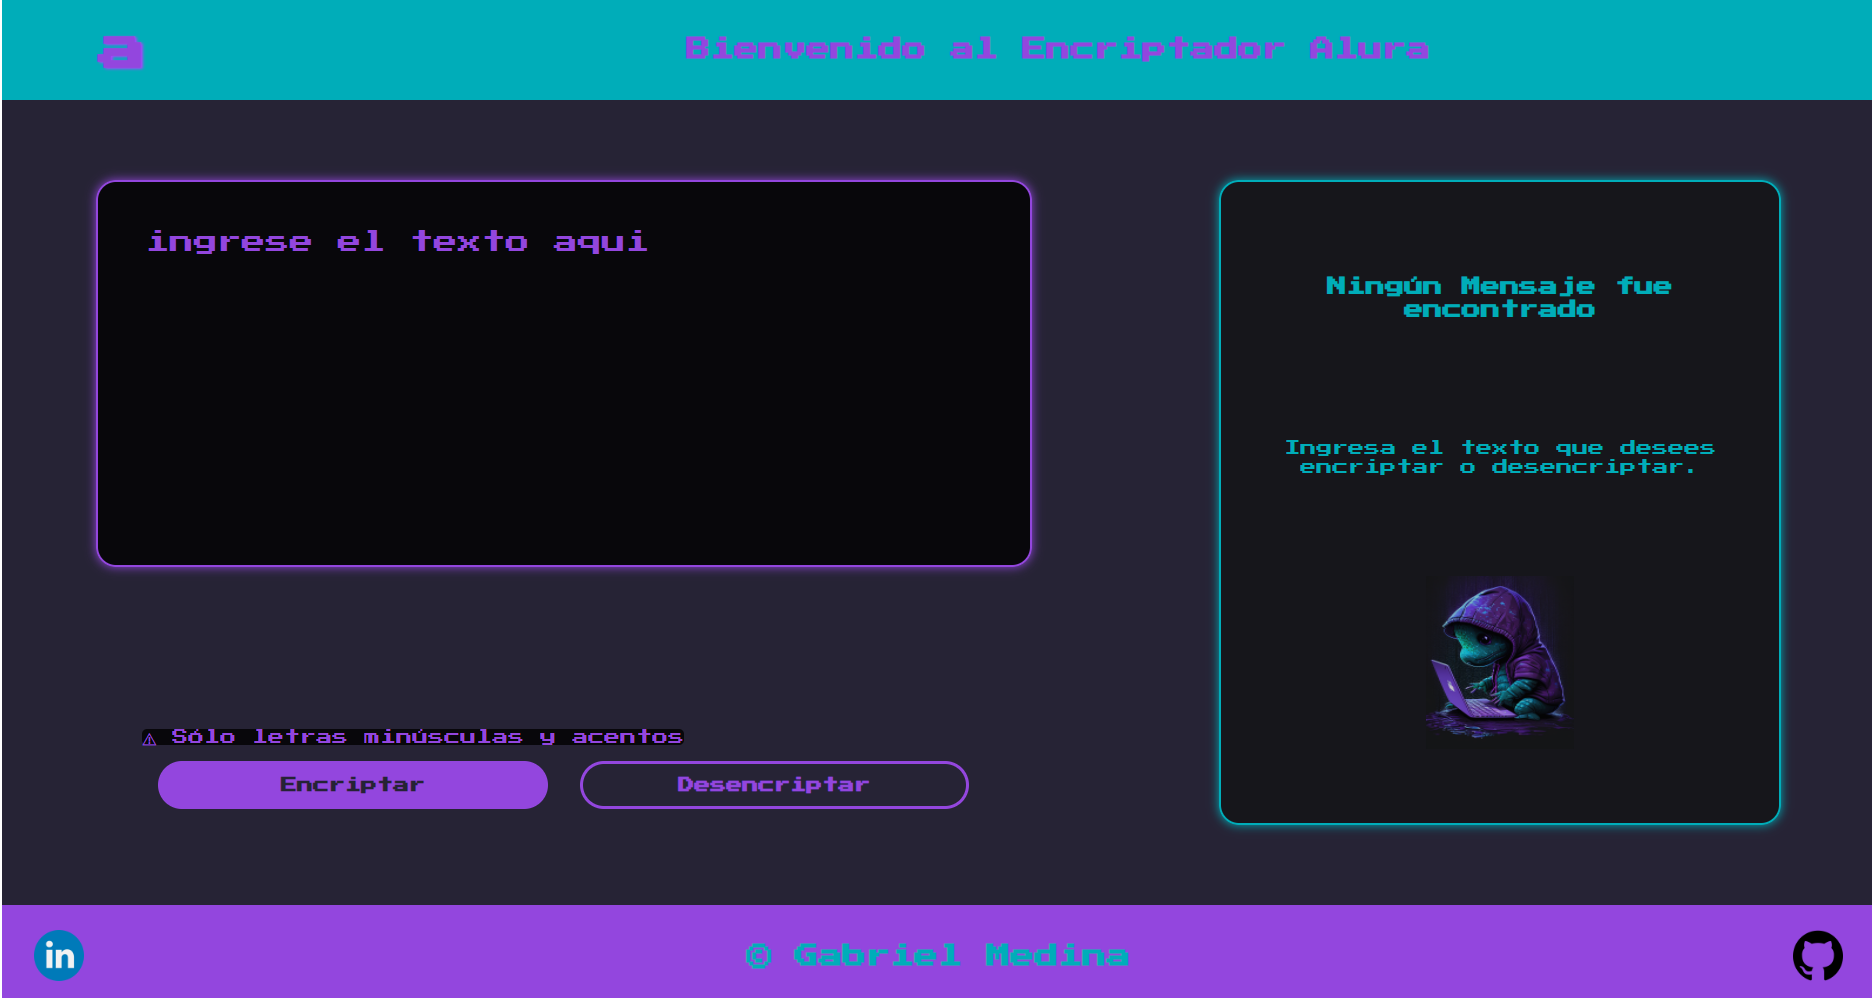 a
Bienvenido al Encriptador Alura
ingrese el texto aqui
Ningún Mensaje fue
encontrado
Ingresa el texto que desees
encriptar o desencriptar.
⚠ Sólo letras minúsculas y acentos
Encriptar
Desencriptar
in
© Gabriel Medina